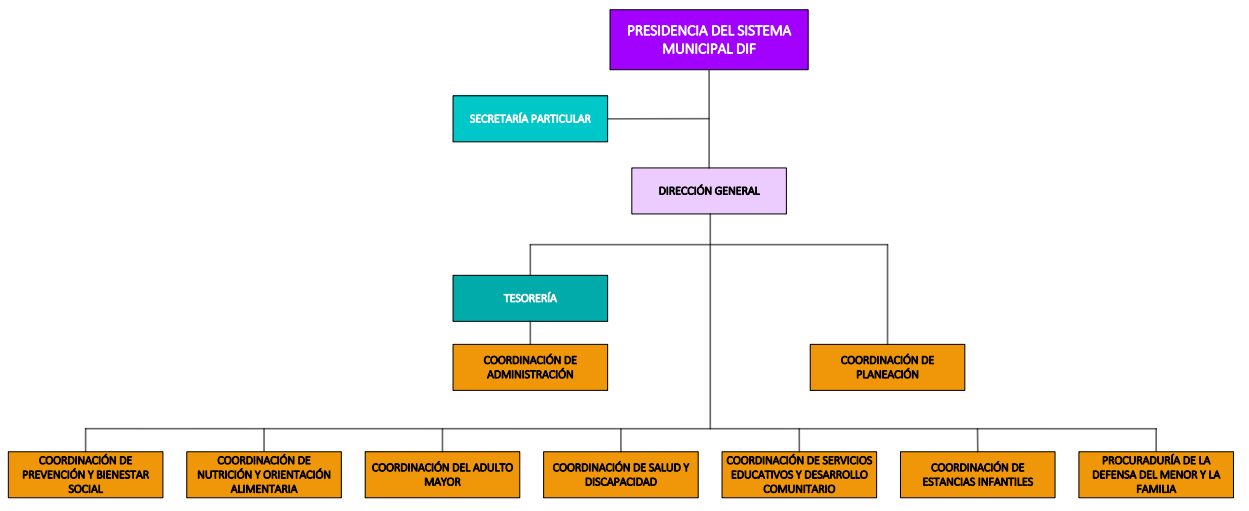 PRESIDENCIA DEL SISTEMA
MUNICIPAL DIF
SECRETARÍA PARTICULAR
DIRECCIÓN GENERAL
TESORERÍA
COORDINACIÓN DE
ADMINISTRACIÓN
COORDINACIÓN DE
PLANEACIÓN
COORDINACIÓN DE
PREVENCIÓN Y BIENESTAR
SOCIAL
COORDINACIÓN DE
NUTRICIÓN Y ORIENTACIÓN
ALIMENTARIA
COORDINACIÓN DEL ADULTO
MAYOR
COORDINACIÓN DE SALUD Y
DISCAPACIDAD
COORDINACIÓN DE SERVICIOS
EDUCATIVOS Y DESARROLLO
COMUNITARIO
COORDINACIÓN DE
ESTANCIAS INFANTILES
PROCURADURÍA DE LA
DEFENSA DEL MENOR Y LA
FAMILIA